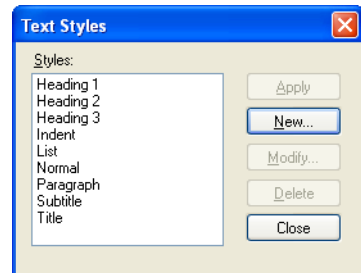 Text Styles
Styles:
Heading 1
Heading 2
Heading 3
Indent
List
Normal
Paragraph
Subtitle
Title
Apply
New...
Modify...
Delete
Close